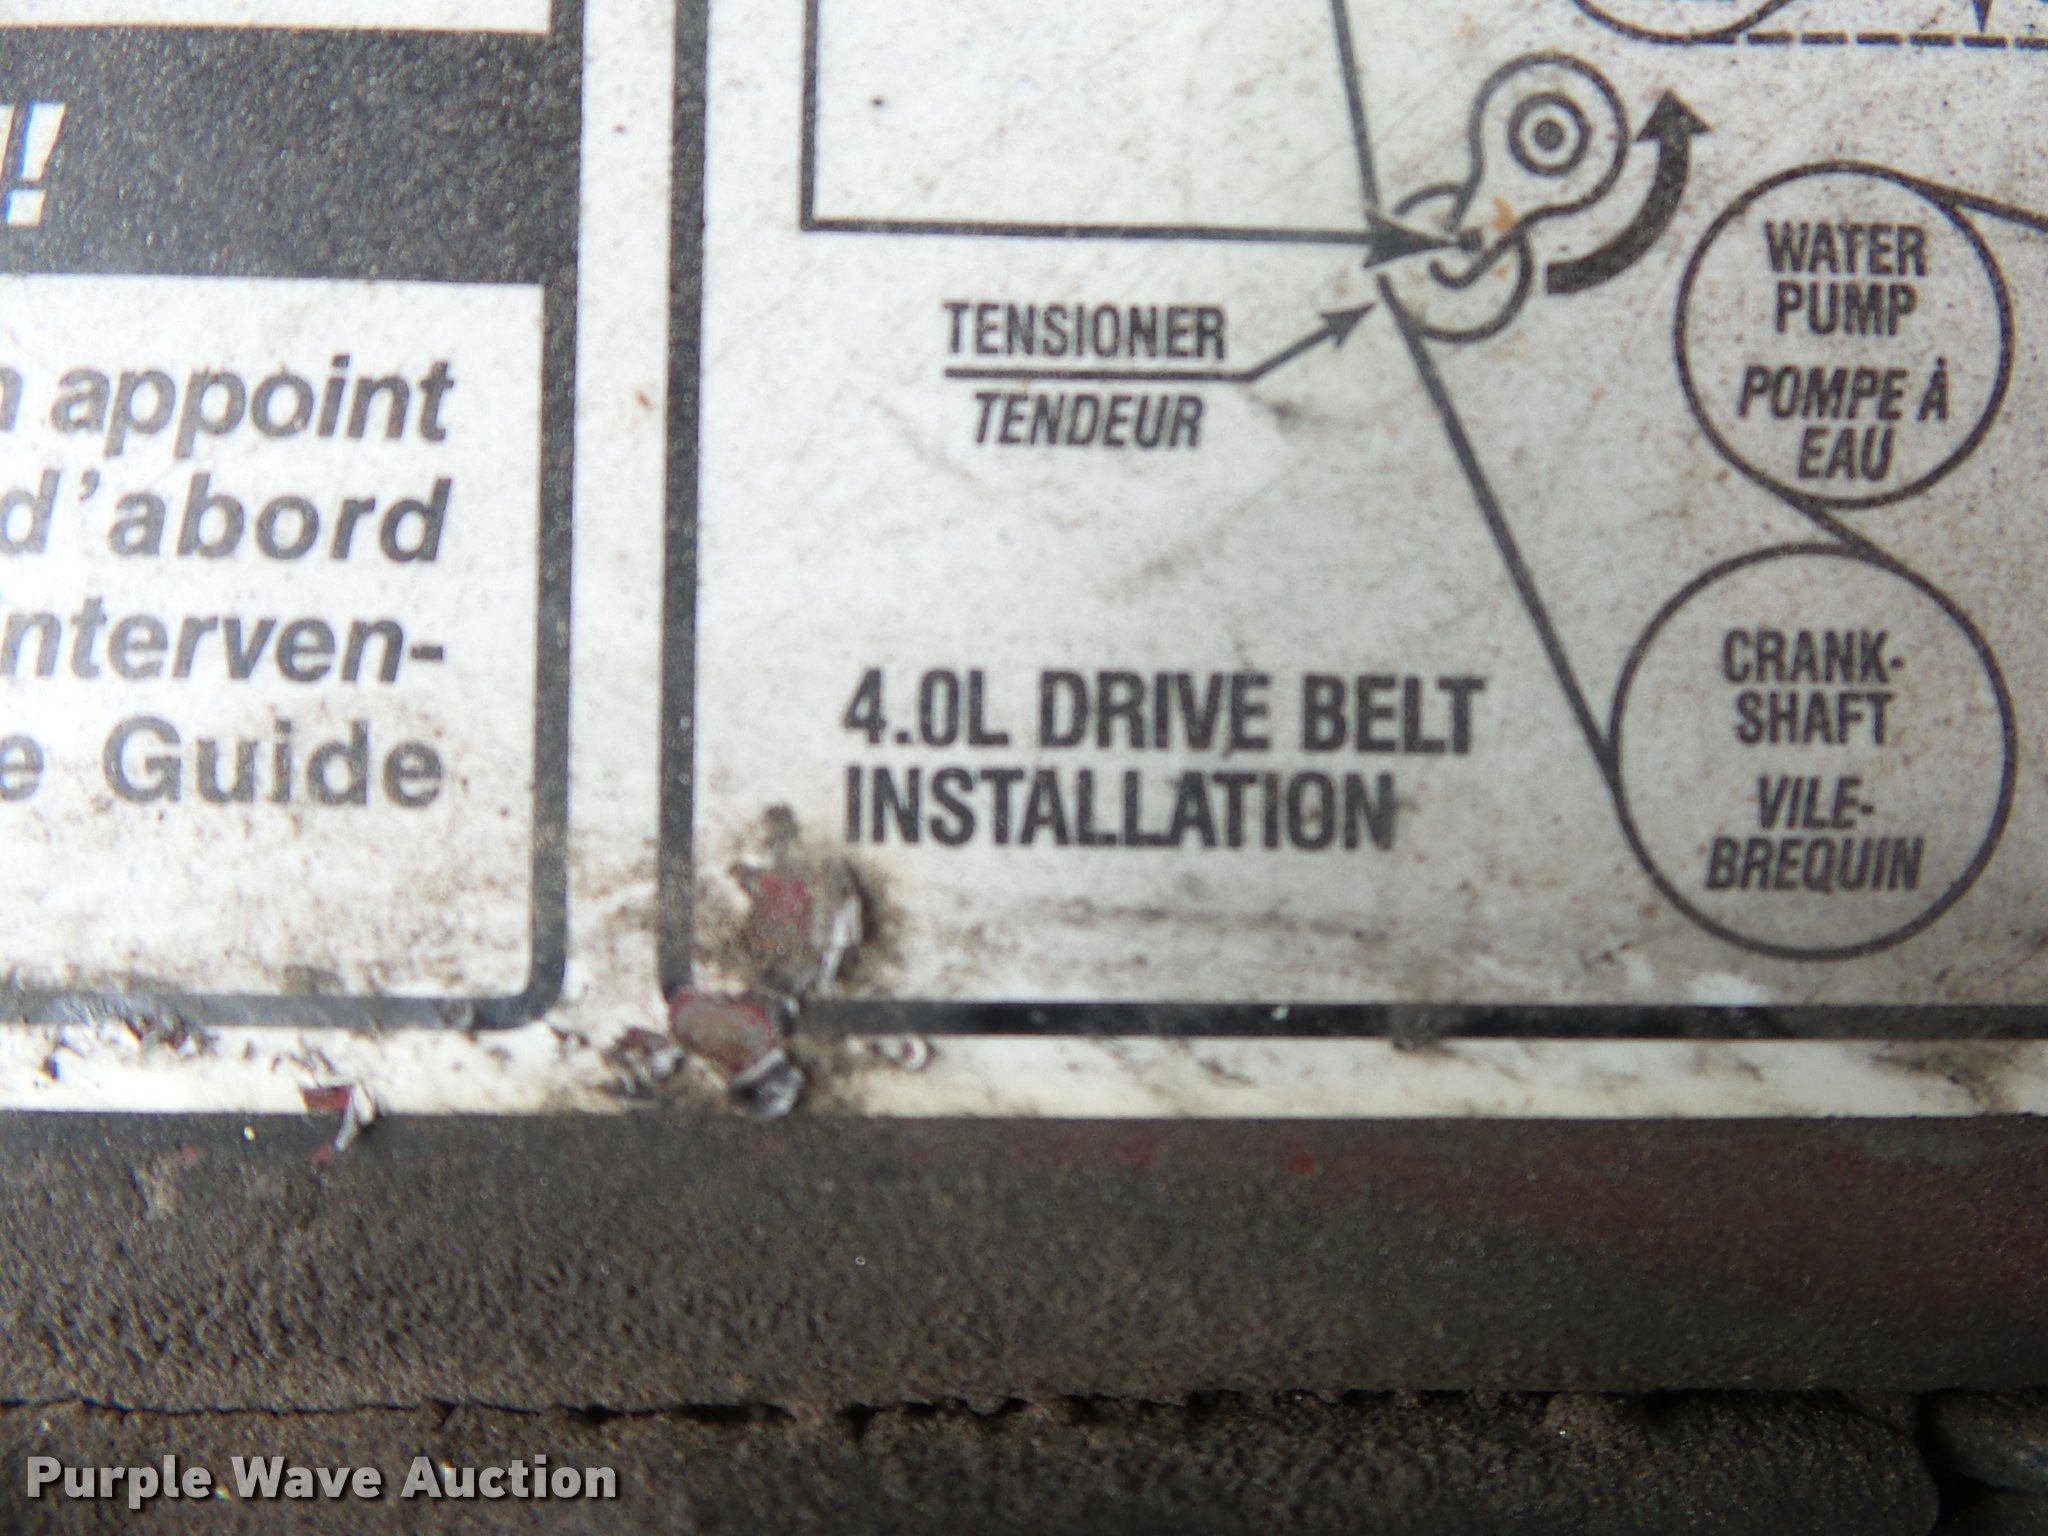 !
appoint
d'abord
nterven-
e Guide
TENSIONER
TENDEUR
WATER
PUMP
POMPE À
EAU
CRANK-
SHAFT
VILE-
BREQUIN
4.0L DRIVE BELT
INSTALLATION
Purple Wave Auction